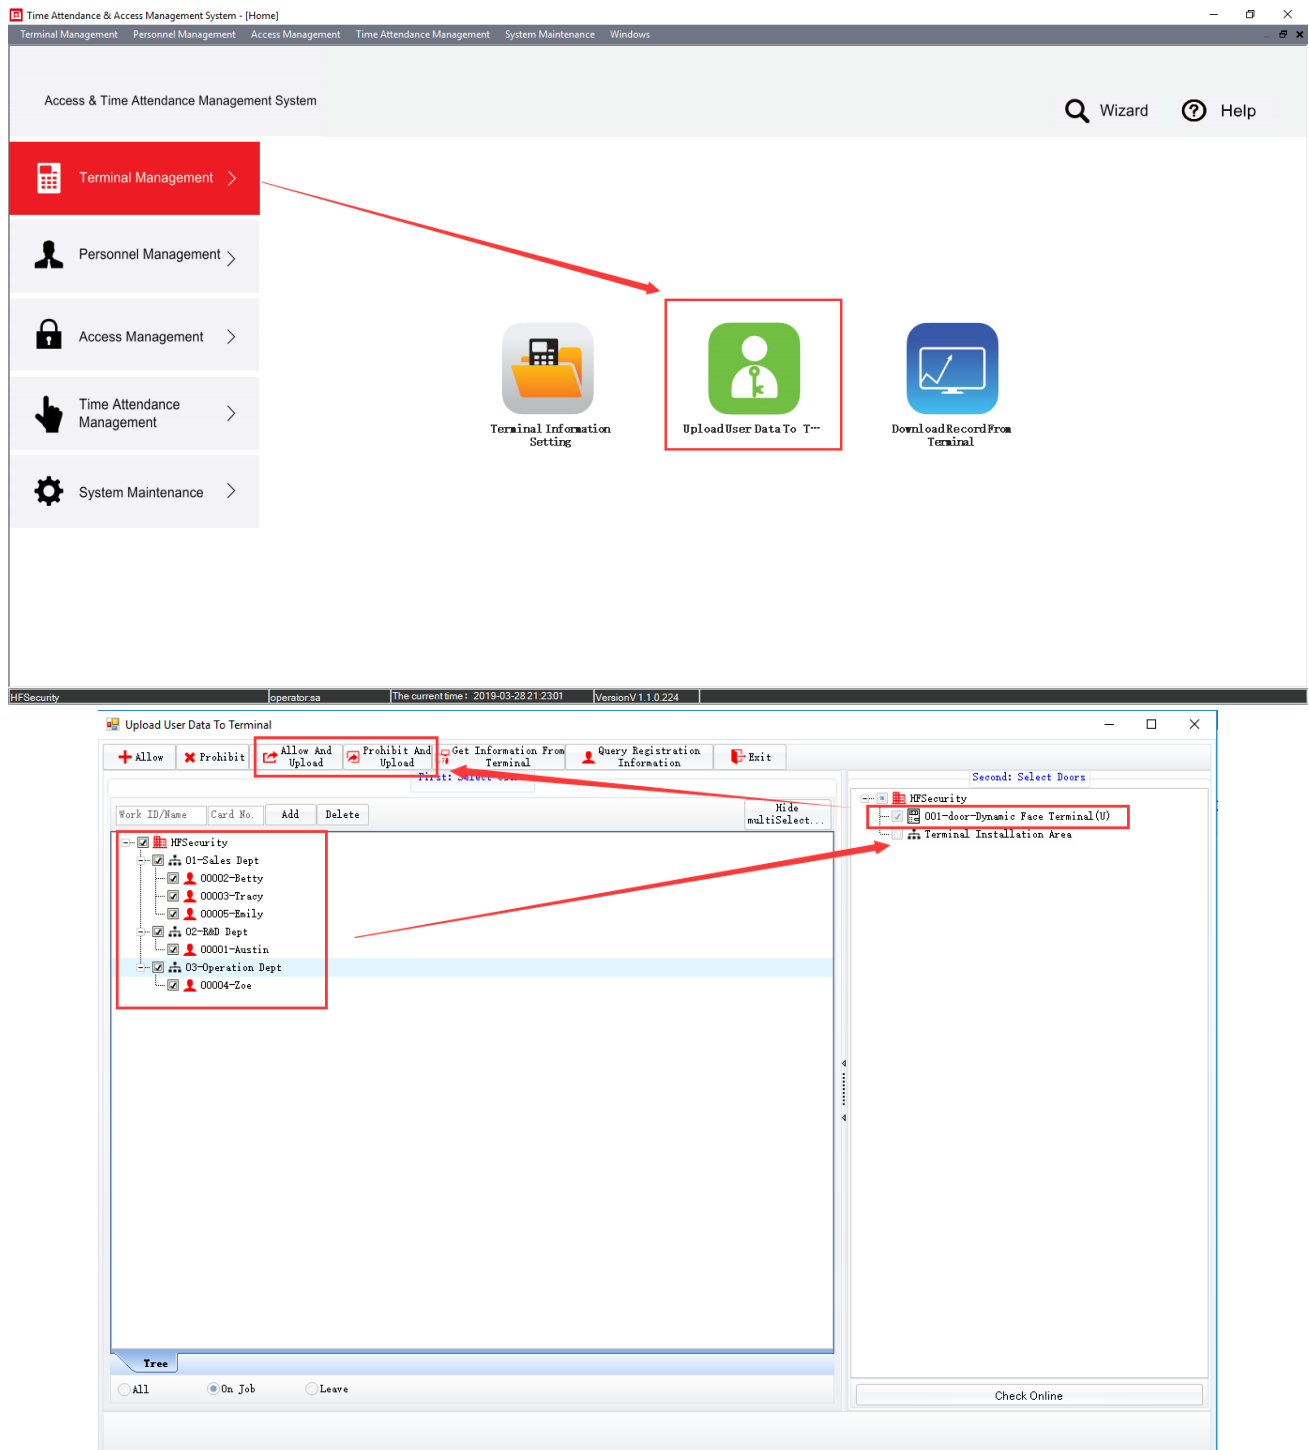 Time Attendance & Access Management System - [Home]
Terminal Management Personnel Management Access Management Time Attendance Management System Maintenance Windows
Access & Time Attendance Management System
Wizard Help
Terminal Management
Personnel Management
Access Management
Time Attendance
Management
System Maintenance
Terminal Information
Setting
Upload User Data To T...
Download Record From
Terminal
HFSecurity operator:sa The current time: 2019-03-28 21:23:01 Version V 1.1.0.224
Upload User Data To Terminal
Allow Prohibit Allow And
Upload Prohibit And
Upload Get Information From
Terminal Query Registration
Information Exit
First: Select
Second: Select Doors
Work ID/Name Card No. Add Delete Hide
multiSelect...
HFSecurity
01-Sales Dept
00002-Betty
00003-Tracy
00005-Emily
02-R&D Dept
00001-Austin
03-Operation Dept
00004-Zoe
HFSecurity
001-door-Dynamic Face Terminal(U)
Terminal Installation Area
Tree
All On Job Leave
Check Online